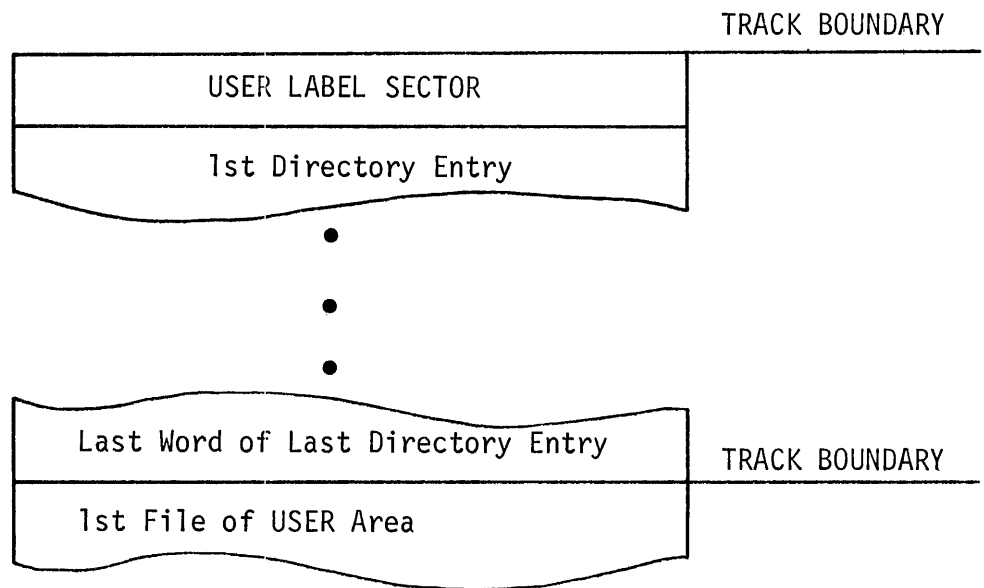 TRACK BOUNDARY
USER LABEL SECTOR
1st Directory Entry
Last Word of Last Directory Entry
TRACK BOUNDARY
1st File of USER Area